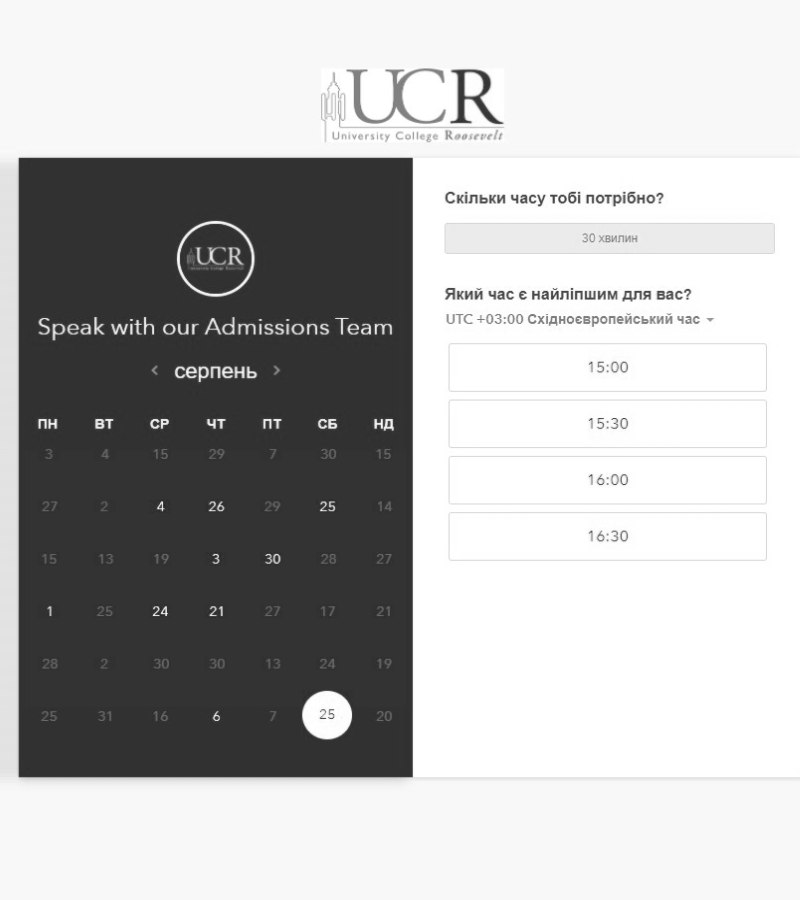 UCR
University College Roosevelt
UCR
Speak with our Admissions Team
< серпень >
ПН ВТ СР ЧТ ПТ СБ НД
3 4 15 29 7 30 15
27 2 4 26 29 25 14
15 13 19 3 30 28 27
1 25 24 21 27 17 21
28 2 30 30 13 24 19
25 31 16 6 7 25 20
Скільки часу тобі потрібно?
30 хвилин
Який час є найліпшим для вас?
UTC +03:00 Східноєвропейський час
15:00
15:30
16:00
16:30